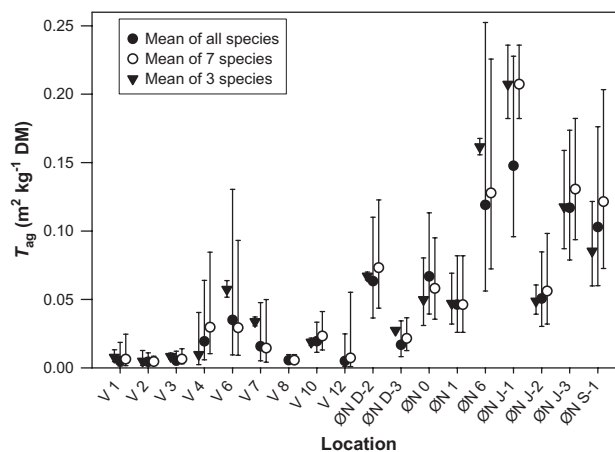 Mean of all species
Mean of 7 species
Mean of 3 species
0.25
0.20
0.15
0.10
0.05
0.00
Tag (m2 kg-1 DM)
V 1
V 2
V 3
V 4
V 6
V 7
V 8
V 10
V 12
ØN D-2
ØN D-3
ØN 0
ØN 1
ØN 6
ØN J-1
ØN J-2
ØN J-3
ØN S-1
Location